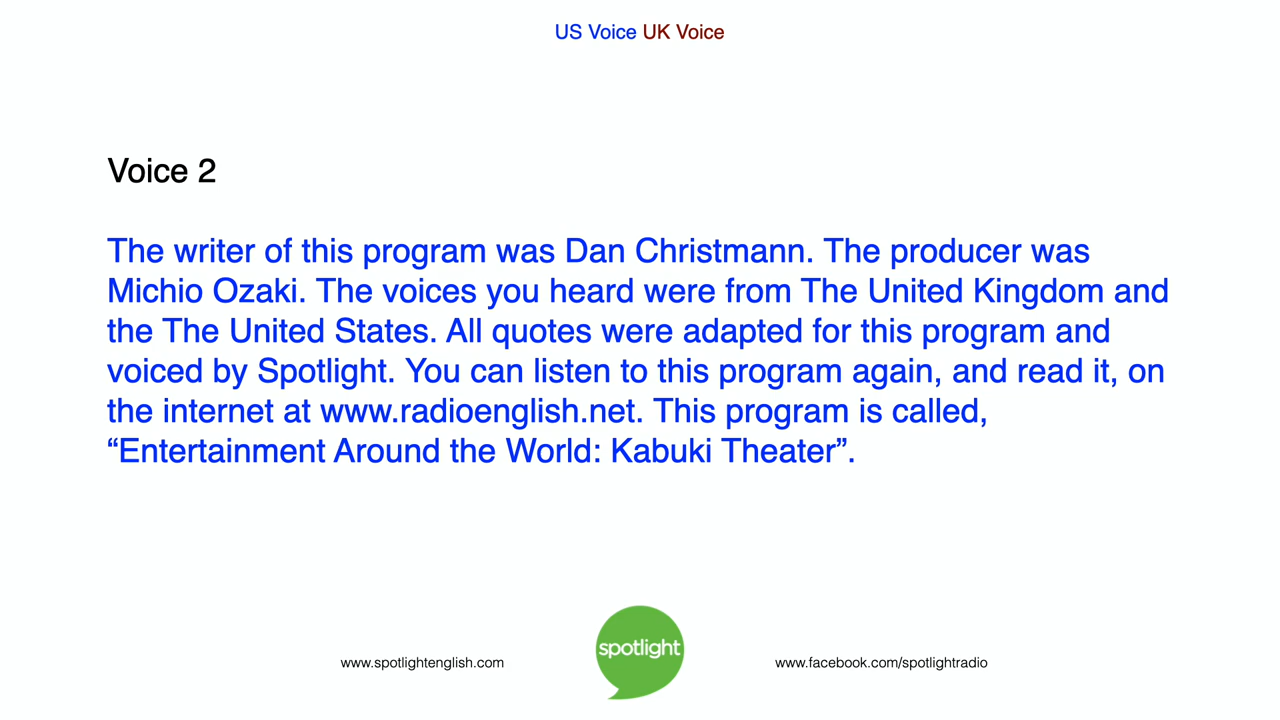 US Voice UK Voice
Voice 2
The writer of this program was Dan Christmann. The producer was
Michio Ozaki. The voices you heard were from The United Kingdom and
the The United States. All quotes were adapted for this program and
voiced by Spotlight. You can listen to this program again, and read it, on
the internet at www.radioenglish.net. This program is called,
“Entertainment Around the World: Kabuki Theater”.
www.spotlightenglish.com
spotlight
www.facebook.com/spotlightradio